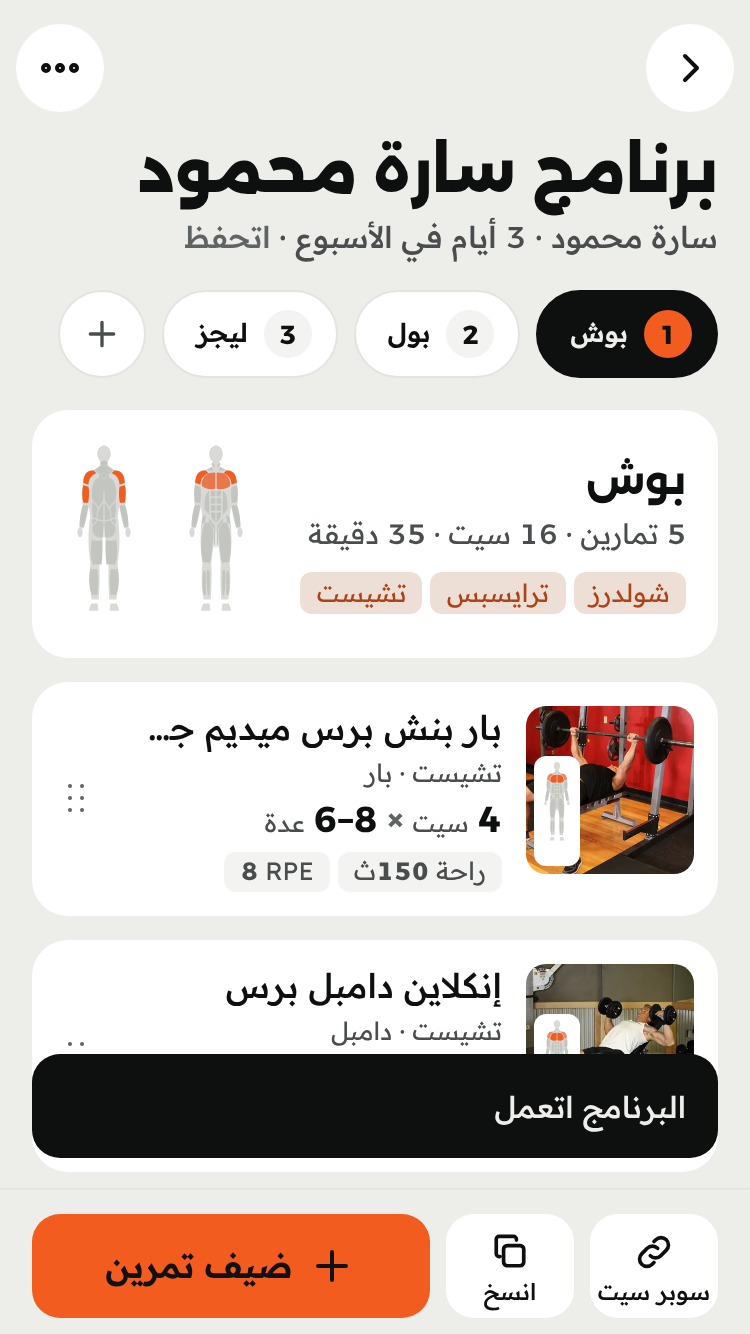 برنامج سارة محمود
سارة محمود · 3 أيام في الأسبوع · اتحفظ
1 بوش
2 بول
3 ليجز
بوش
5 تمارين · 16 سيت · 35 دقيقة
شولدرز
ترايسبس
تشيست
بار بنش برس ميديم جـ...
تشيست · بار
4 سيت × 6–8 عدة
راحة 150ث
RPE 8
إنكلاين دامبل برس
تشيست · دامبل
البرنامج اتعمل
سوبر سيت
انسخ
ضيف تمرين